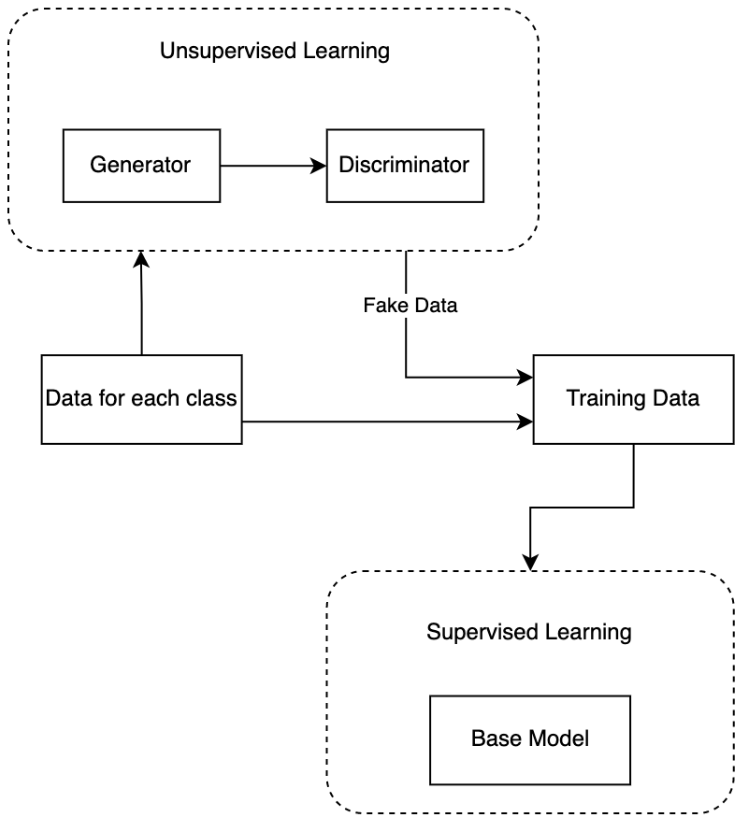 Unsupervised Learning
Generator
Discriminator
Fake Data
Data for each class
Training Data
Supervised Learning
Base Model